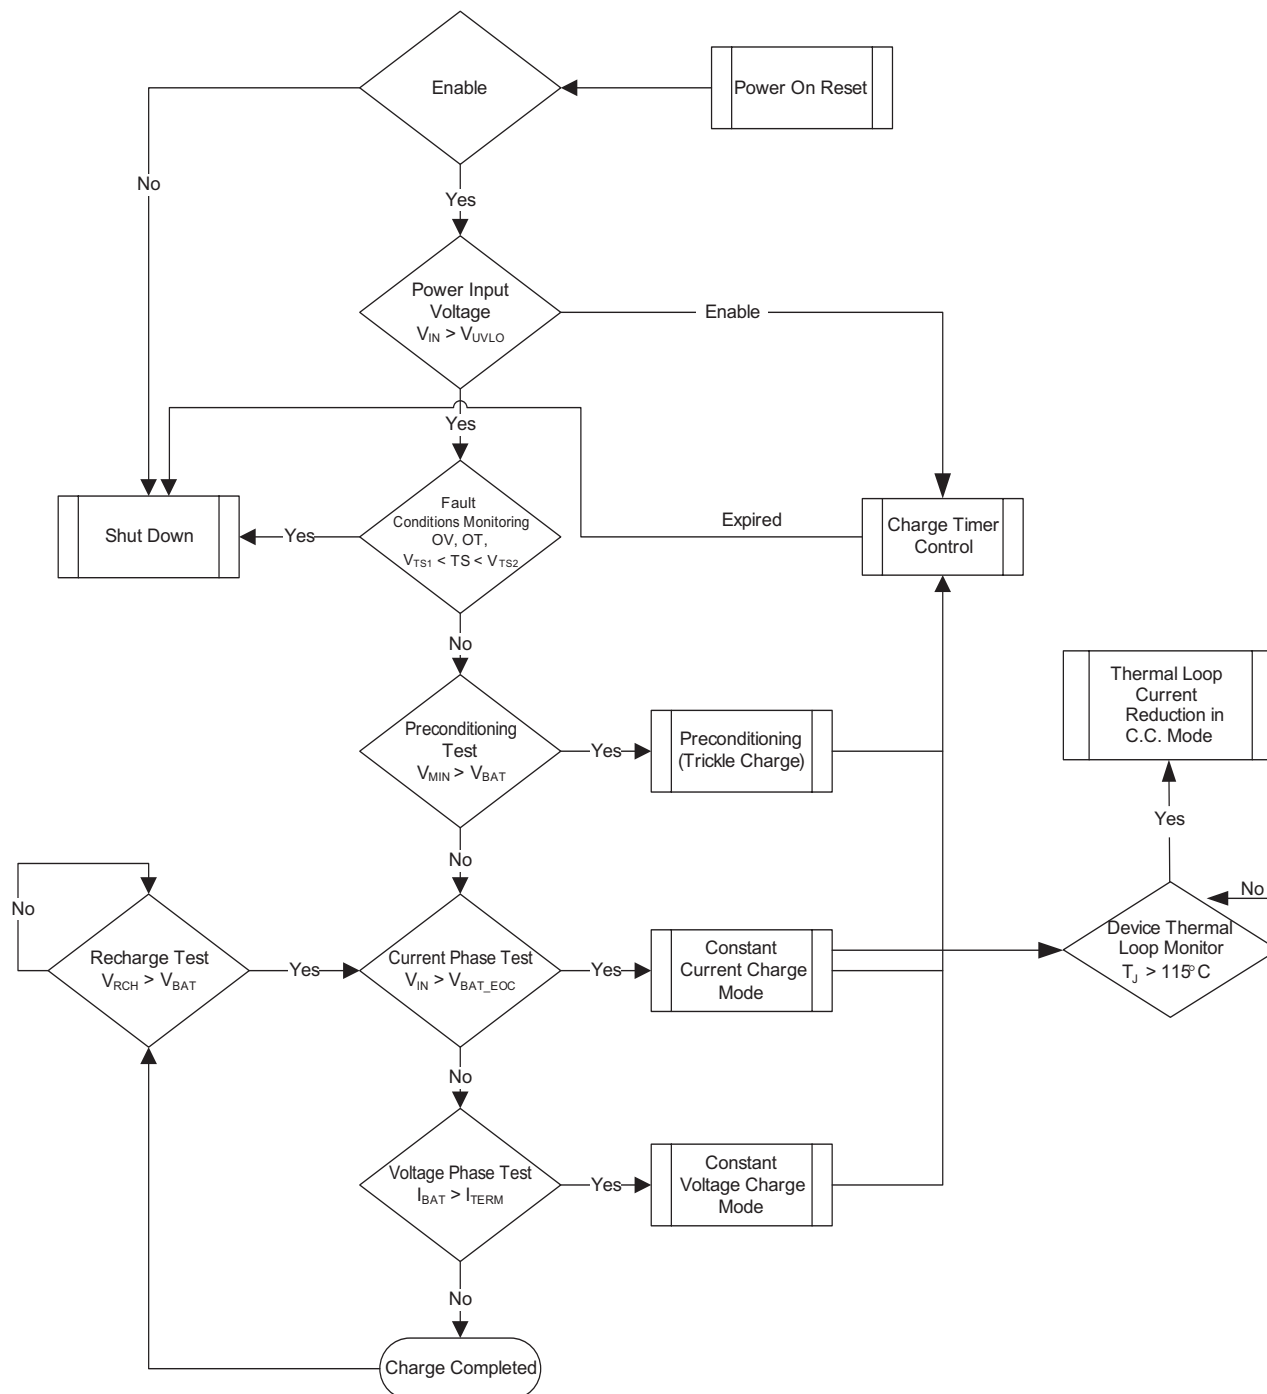 Enable
Power On Reset
No
Yes
Power Input
Voltage
V_IN > V_UVLO
Enable
Yes
Fault
Conditions Monitoring
OV, OT,
V_TS1 < TS < V_TS2
Yes
Shut Down
Expired
Charge Timer
Control
No
Preconditioning
Test
V_MIN > V_BAT
Yes
Preconditioning
(Trickle Charge)
Thermal Loop
Current
Reduction in
C.C. Mode
Yes
No
No
No
Recharge Test
V_RCH > V_BAT
Yes
Current Phase Test
V_IN > V_BAT_EOC
Yes
Constant
Current Charge
Mode
Device Thermal
Loop Monitor
T_J > 115°C
No
Voltage Phase Test
I_BAT > I_TERM
Yes
Constant
Voltage Charge
Mode
No
Charge Completed